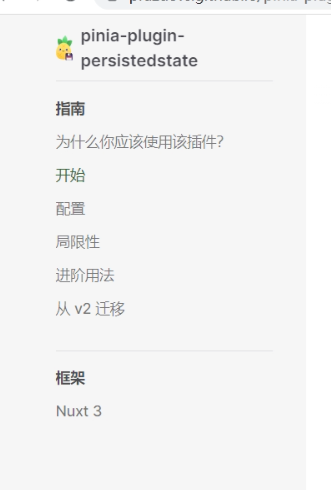 pinia-plugin-
persistedstate
指南
为什么你应该使用该插件？
开始
配置
局限性
进阶用法
从 v2 迁移
框架
Nuxt 3